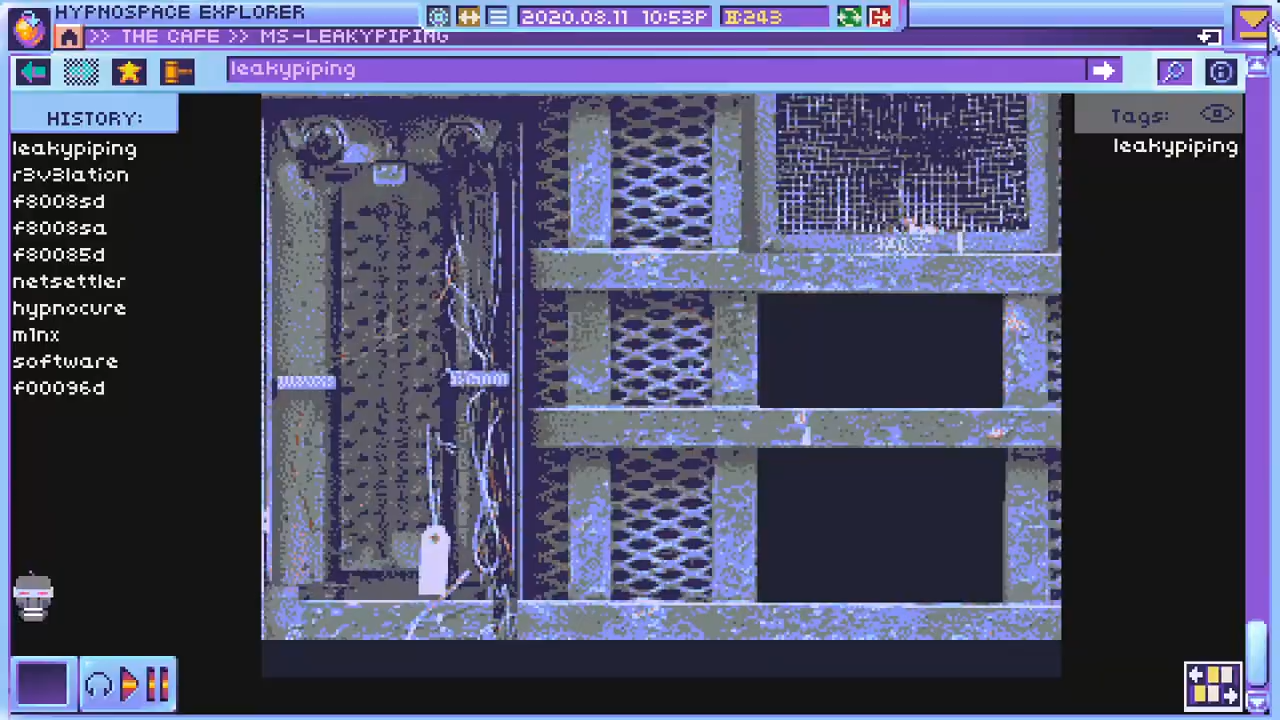 HYPNOSPACE EXPLORER
2020.08.11 10:53P
243
>> THE CAFE >> MS-LEAKYPIPING
leakypiping
HISTORY:
leakypiping
r3v3lation
f8008sd
f8008sa
f80085d
netsettler
hypnocure
m1nx
software
f00096d
Tags:
leakypiping